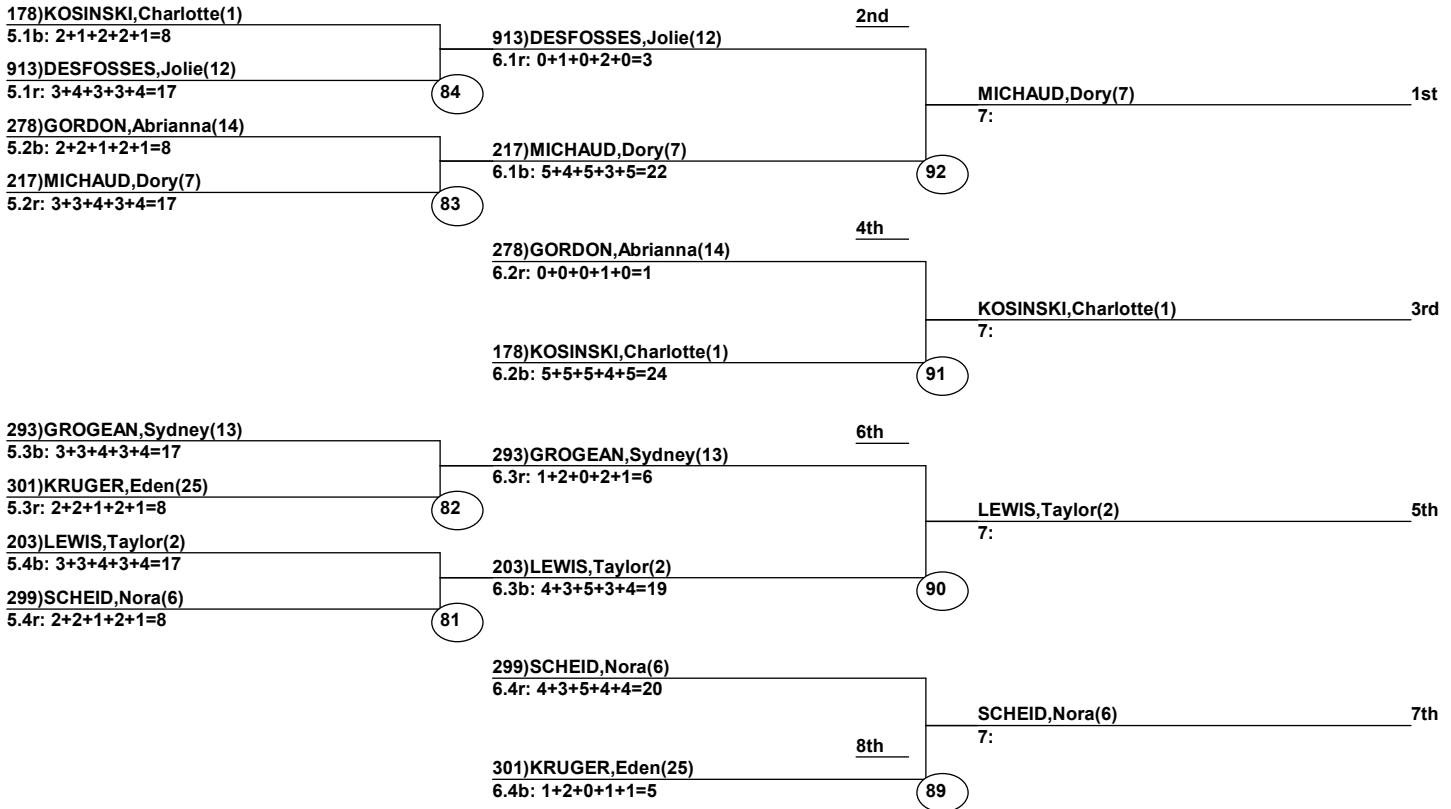 178)KOSINSKI,Charlotte(1)
5.1b: 2+1+2+2+1=8
913)DESFOSSES,Jolie(12)
5.1r: 3+4+3+3+4=17
84
278)GORDON,Abrianna(14)
5.2b: 2+2+1+2+1=8
217)MICHAUD,Dory(7)
5.2r: 3+3+4+3+4=17
83
293)GROGEAN,Sydney(13)
5.3b: 3+3+4+3+4=17
301)KRUGER,Eden(25)
5.3r: 2+2+1+2+1=8
82
203)LEWIS,Taylor(2)
5.4b: 3+3+4+3+4=17
299)SCHEID,Nora(6)
5.4r: 2+2+1+2+1=8
81
2nd
913)DESFOSSES,Jolie(12)
6.1r: 0+1+0+2+0=3
217)MICHAUD,Dory(7)
6.1b: 5+4+5+3+5=22
92
4th
278)GORDON,Abrianna(14)
6.2r: 0+0+0+1+0=1
178)KOSINSKI,Charlotte(1)
6.2b: 5+5+5+4+5=24
91
6th
293)GROGEAN,Sydney(13)
6.3r: 1+2+0+2+1=6
203)LEWIS,Taylor(2)
6.3b: 4+3+5+3+4=19
90
299)SCHEID,Nora(6)
6.4r: 4+3+5+4+4=20
8th
301)KRUGER,Eden(25)
6.4b: 1+2+0+1+1=5
89
MICHAUD,Dory(7) 1st
7:
KOSINSKI,Charlotte(1) 3rd
7:
LEWIS,Taylor(2) 5th
7:
SCHEID,Nora(6) 7th
7: